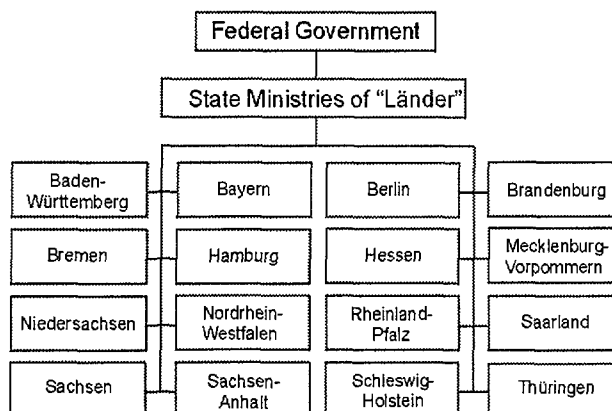 Federal Government
State Ministries of "Länder"
Baden-
Württemberg
Bayern
Berlin
Brandenburg
Bremen
Hamburg
Hessen
Mecklenburg-
Vorpommern
Niedersachsen
Nordrhein-
Westfalen
Rheinland-
Pfalz
Saarland
Sachsen
Sachsen-
Anhalt
Schleswig-
Holstein
Thüringen